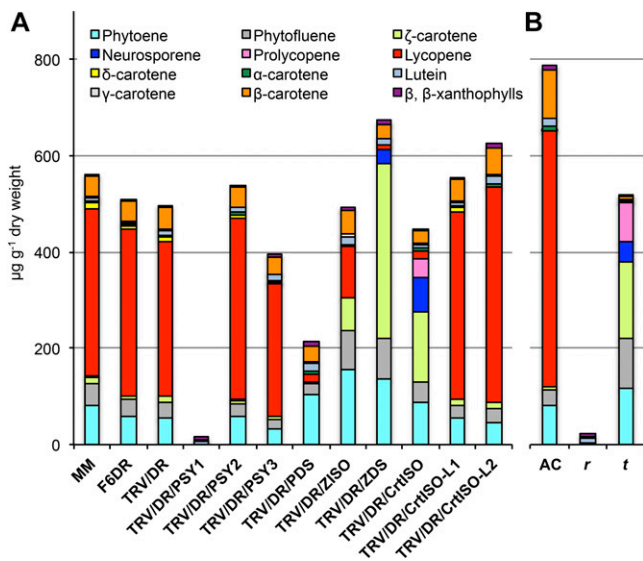 A
B
Phytoene Phytofluene ζ-carotene
Neurosporene Prolycopene Lycopene
δ-carotene α-carotene Lutein
γ-carotene β-carotene β, β-xanthophylls
µg g⁻¹ dry weight
800
600
400
200
0
MM F6DR TRV/DR TRV/DR/PSY1 TRV/DR/PSY2 TRV/DR/PSY3 TRV/DR/PDS TRV/DR/ZISO TRV/DR/ZDS TRV/DR/CrtISO TRV/DR/CrtISO-L1 TRV/DR/CrtISO-L2
AC r t